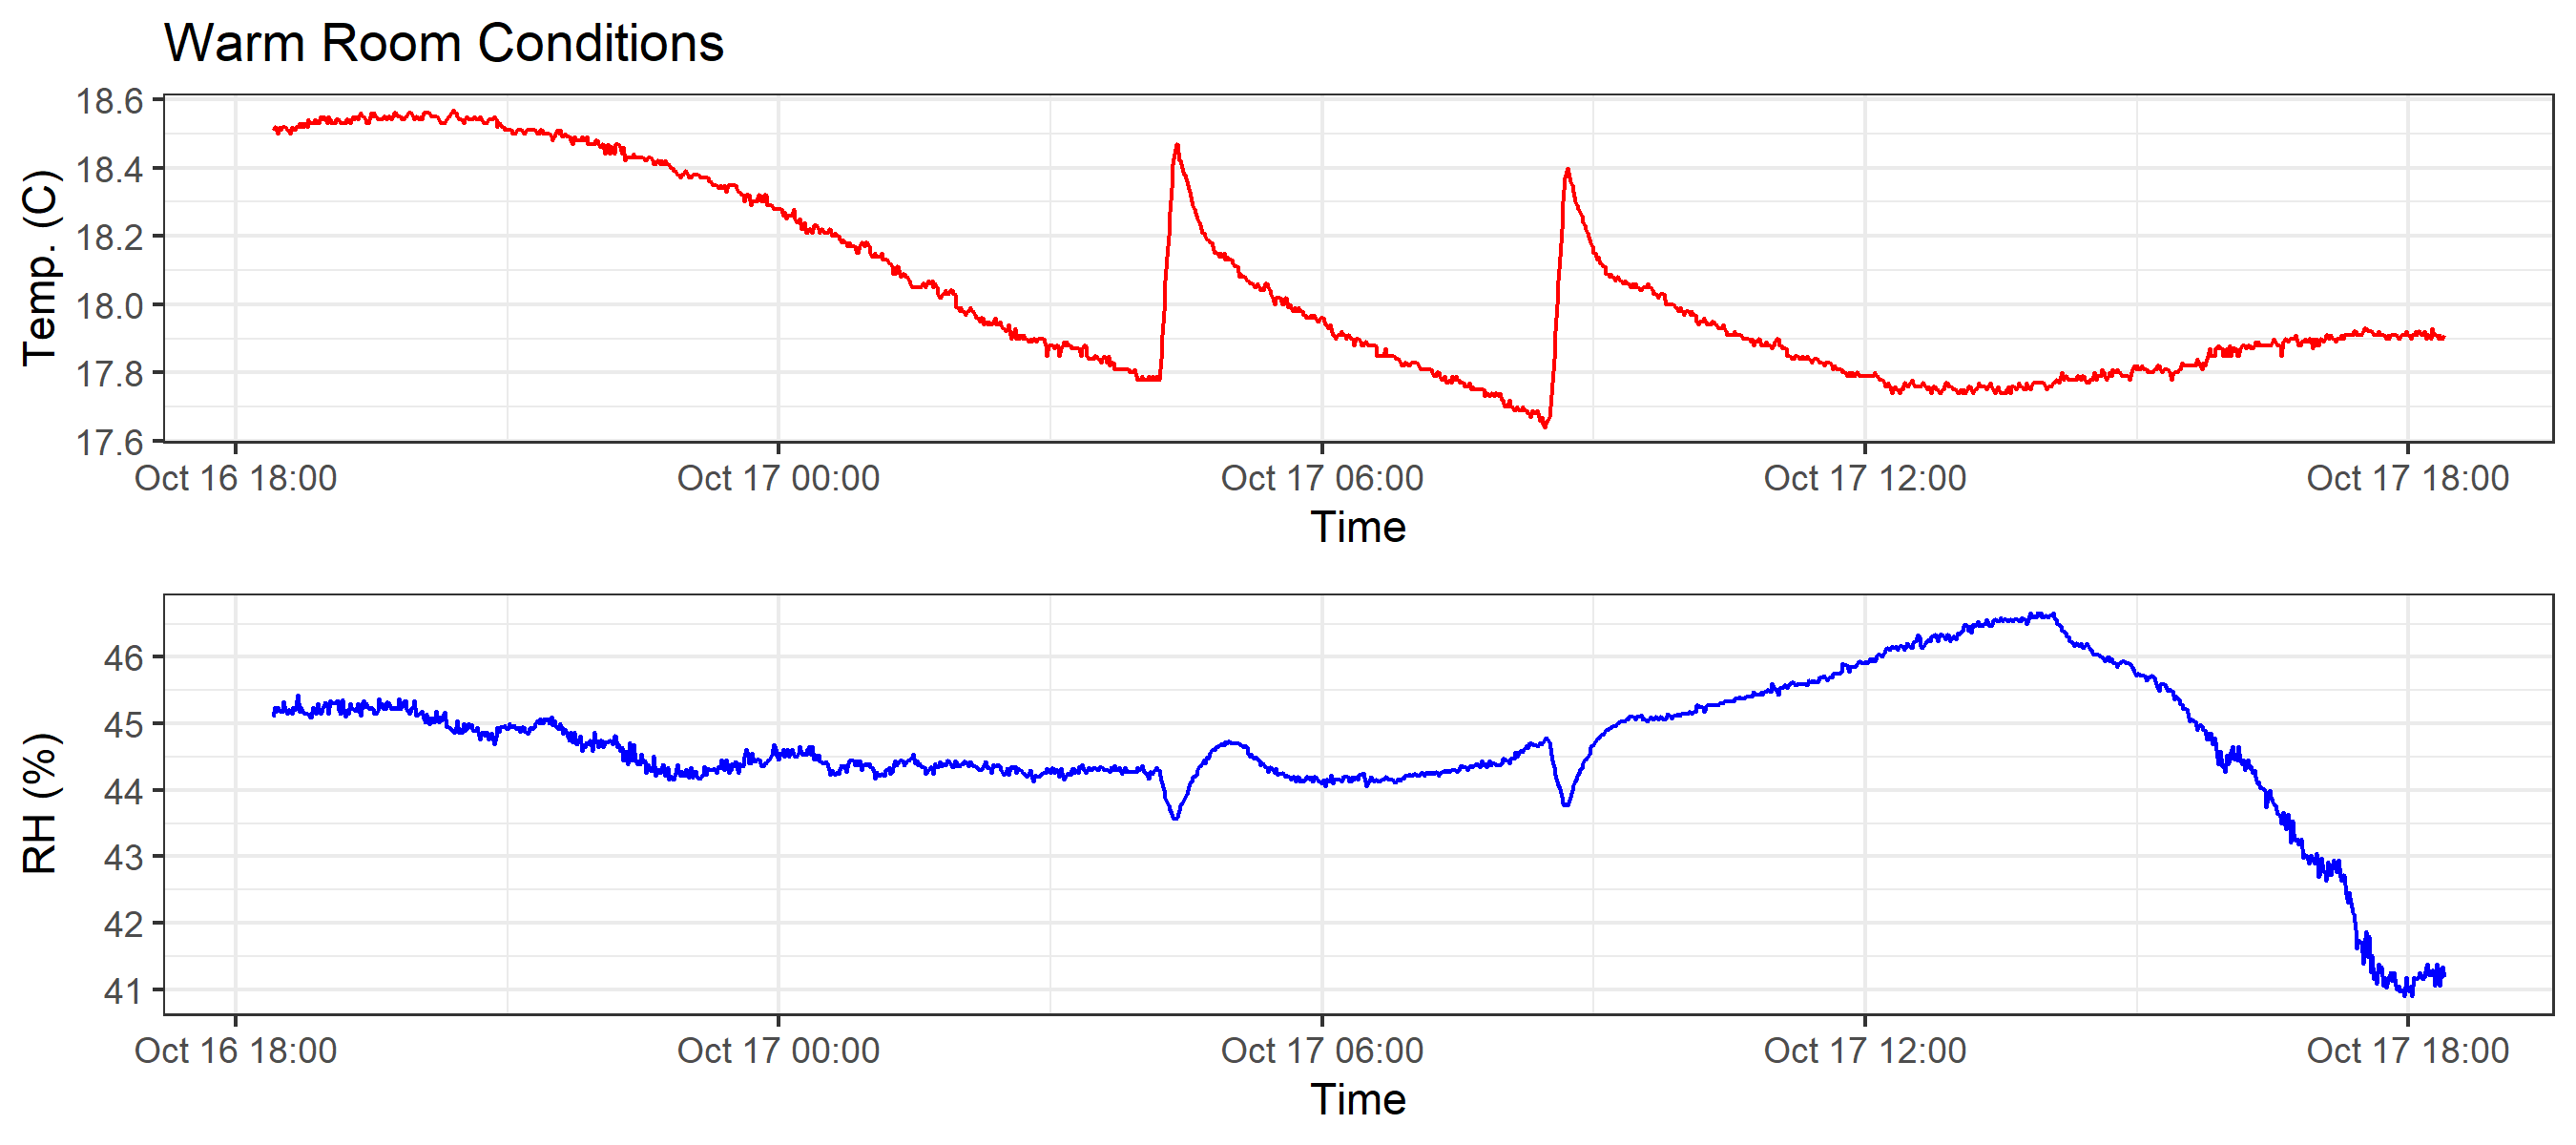 Warm Room Conditions
18.6
18.4
18.2
18.0
17.8
17.6
Temp. (C)
Oct 16 18:00 Oct 17 00:00 Oct 17 06:00 Oct 17 12:00 Oct 17 18:00
Time
46
45
44
43
42
41
RH (%)
Oct 16 18:00 Oct 17 00:00 Oct 17 06:00 Oct 17 12:00 Oct 17 18:00
Time